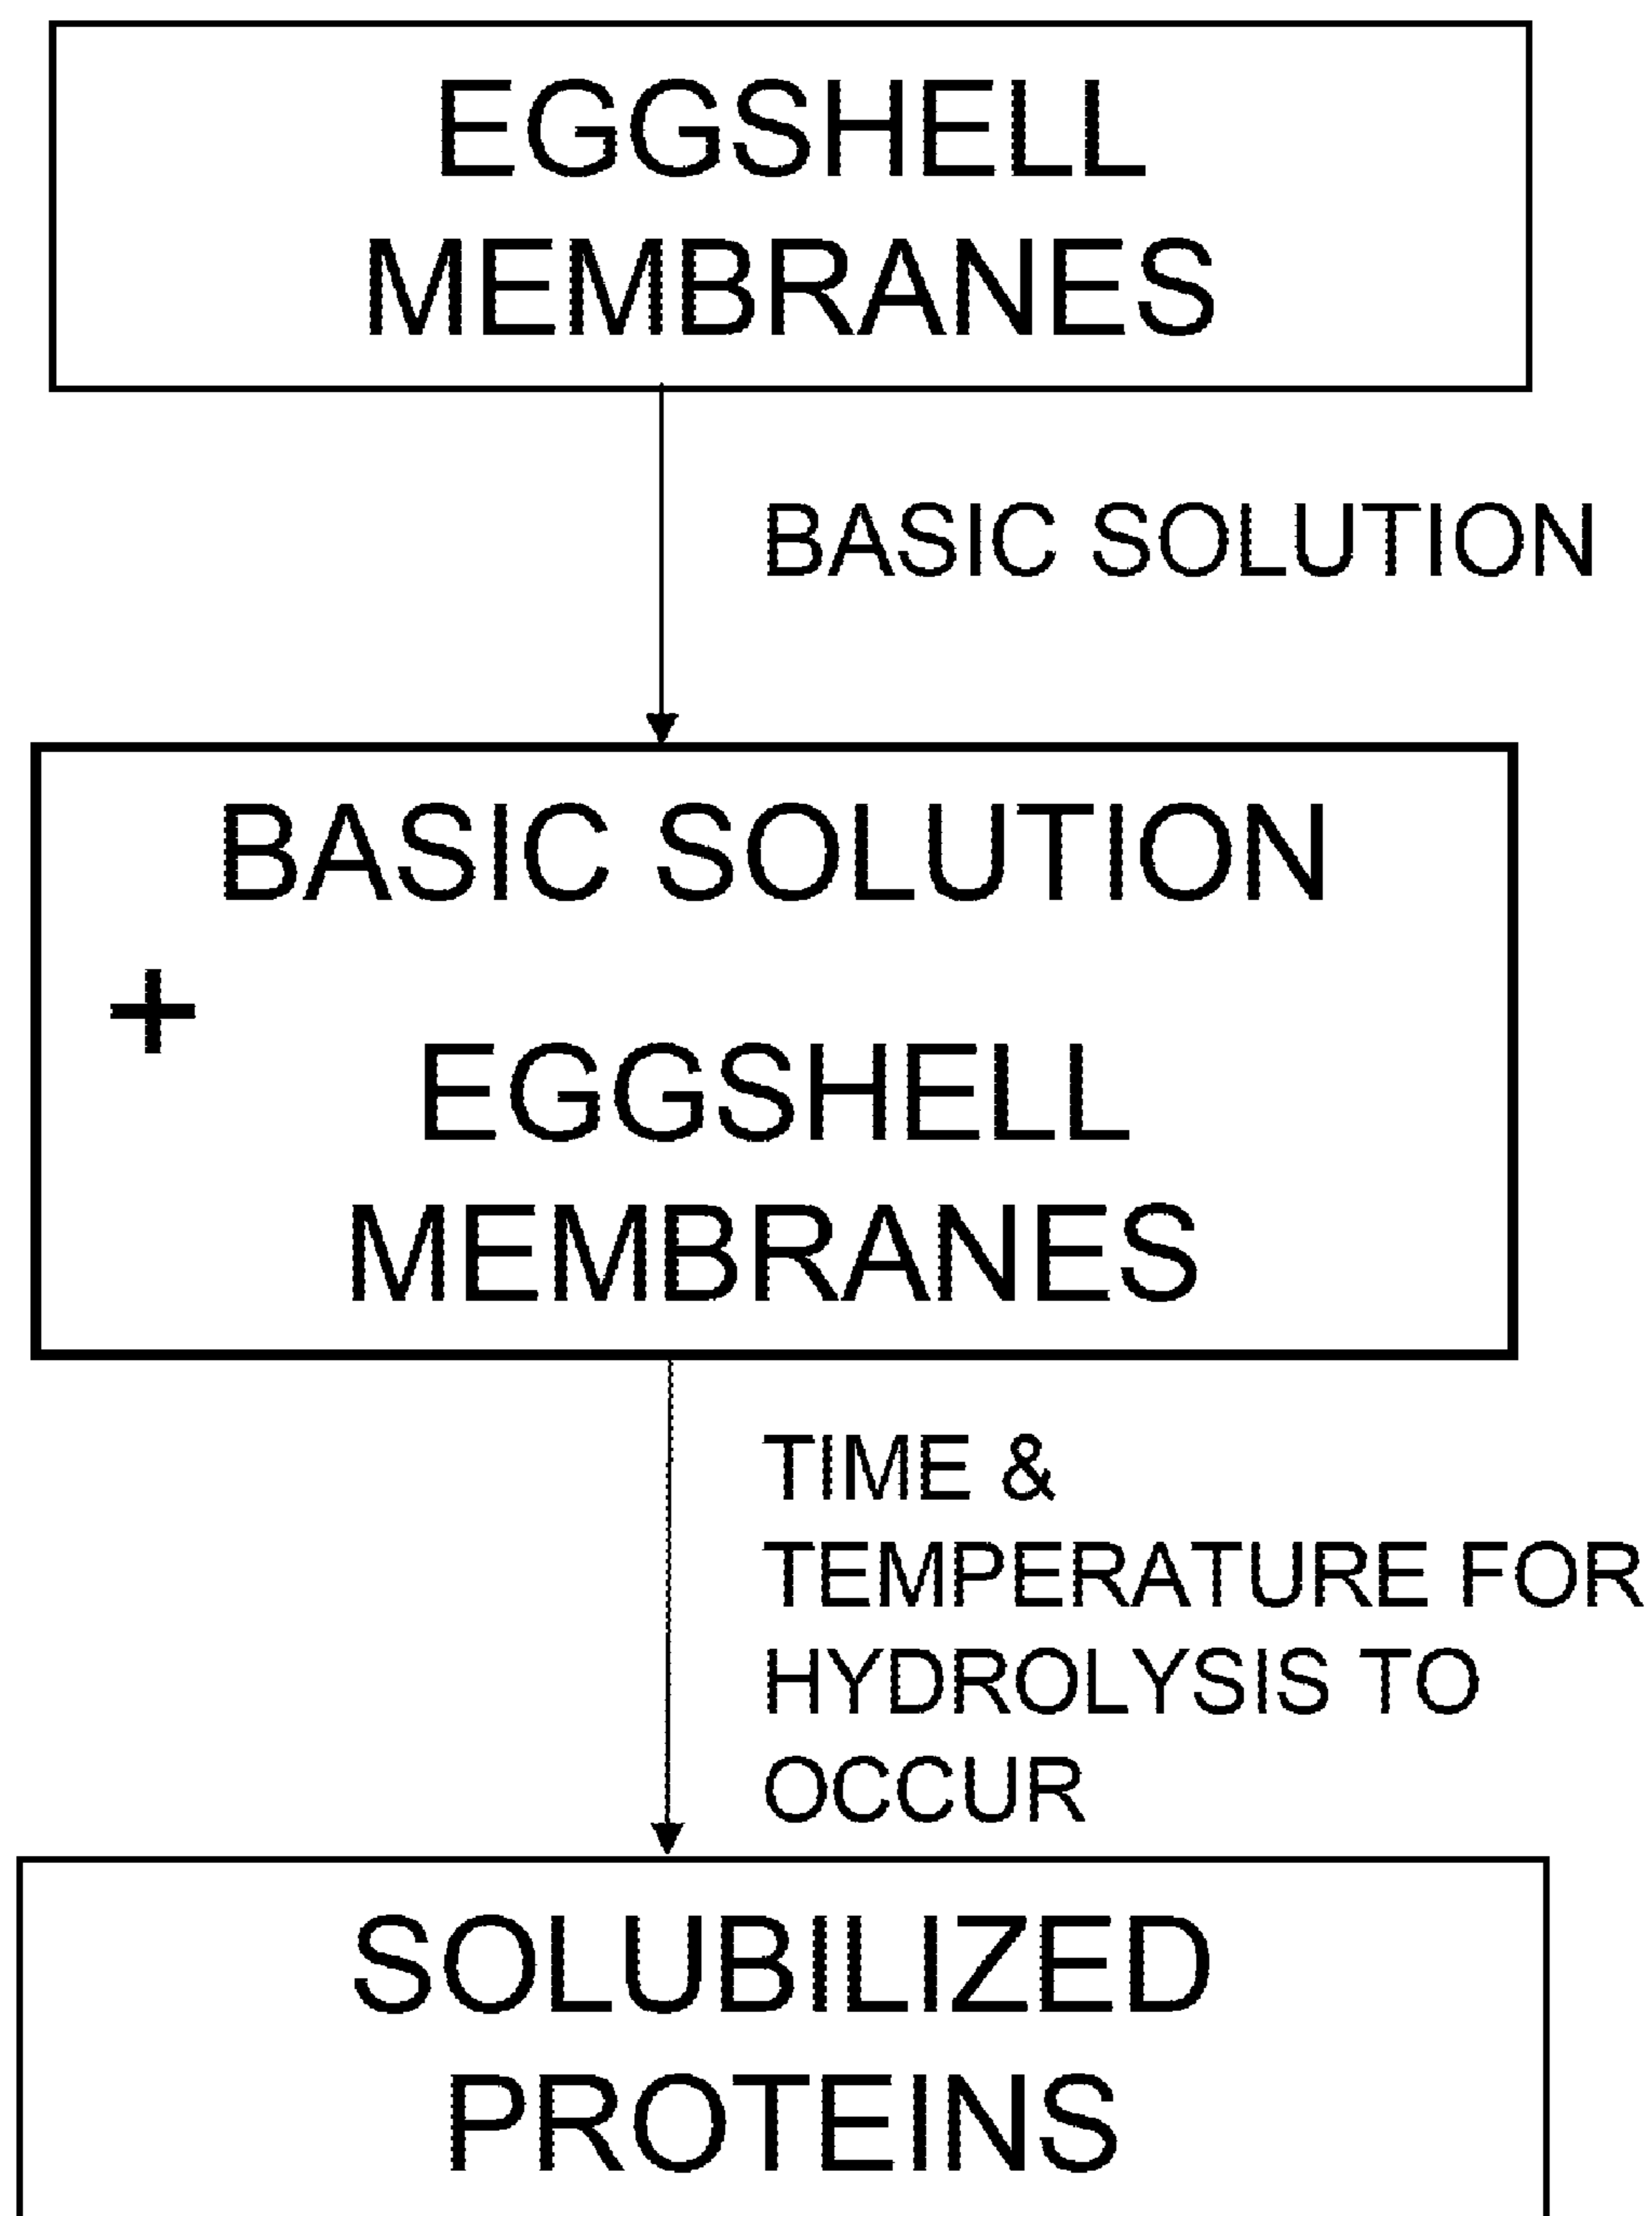 EGGSHELL
MEMBRANES
BASIC SOLUTION
BASIC SOLUTION
+
EGGSHELL
MEMBRANES
TIME &
TEMPERATURE FOR
HYDROLYSIS TO
OCCUR
SOLUBILIZED
PROTEINS